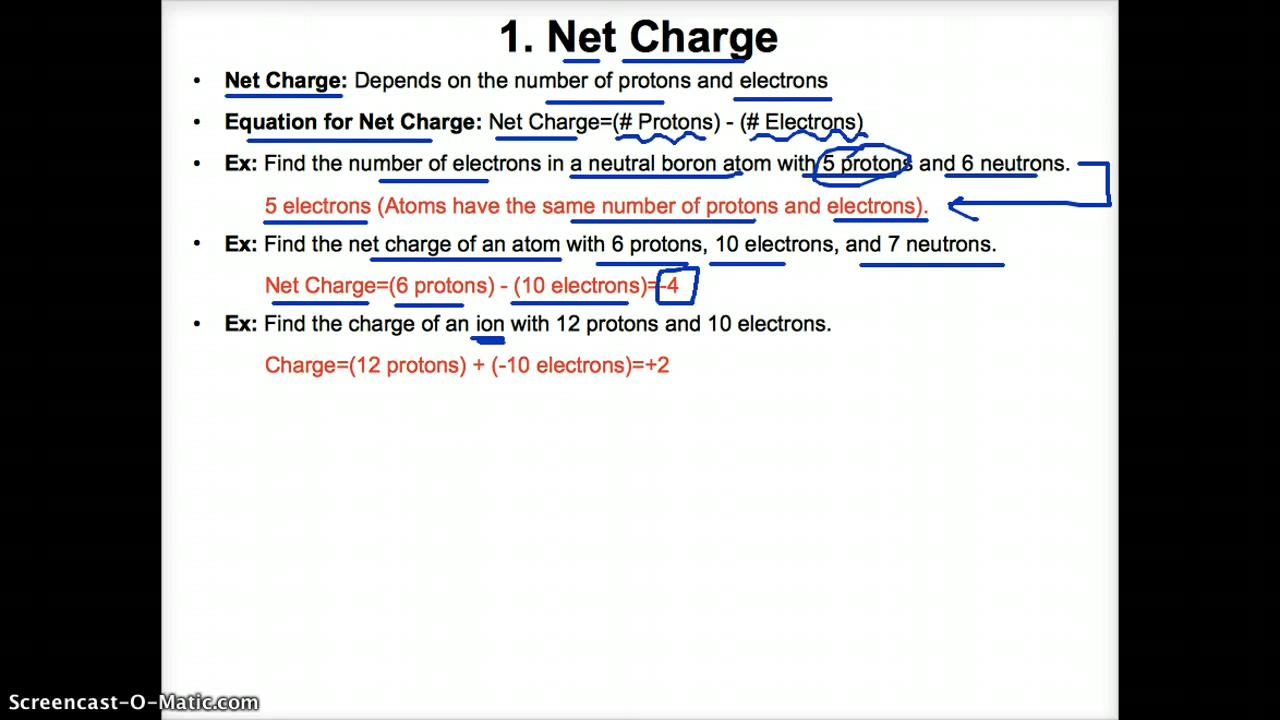 1. Net Charge
• Net Charge: Depends on the number of protons and electrons
• Equation for Net Charge: Net Charge=(# Protons) - (# Electrons)
• Ex: Find the number of electrons in a neutral boron atom with 5 protons and 6 neutrons.
5 electrons (Atoms have the same number of protons and electrons).
• Ex: Find the net charge of an atom with 6 protons, 10 electrons, and 7 neutrons.
Net Charge=(6 protons) - (10 electrons)=-4
• Ex: Find the charge of an ion with 12 protons and 10 electrons.
Charge=(12 protons) + (-10 electrons)=+2
Screencast-O-Matic.com